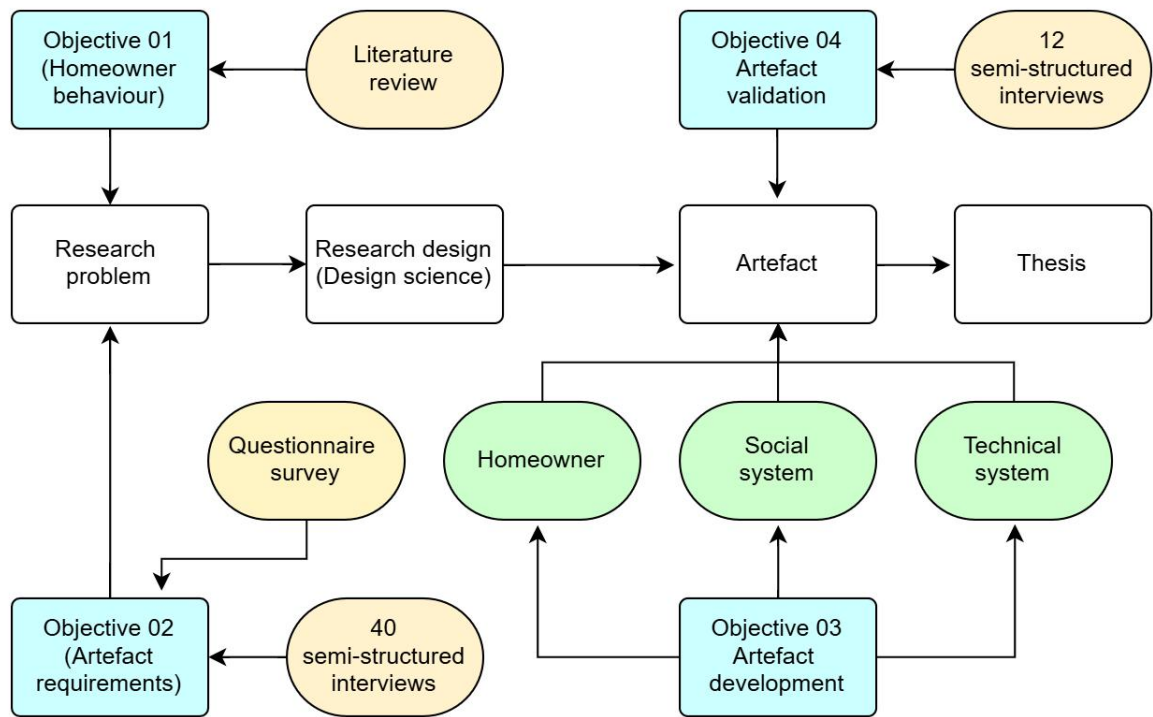 Objective 01
(Homeowner
behaviour)
Literature
review
Objective 04
Artefact
validation
12
semi-structured
interviews
Research
problem
Research design
(Design science)
Artefact
Thesis
Questionnaire
survey
Homeowner
Social
system
Technical
system
Objective 02
(Artefact
requirements)
40
semi-structured
interviews
Objective 03
Artefact
development